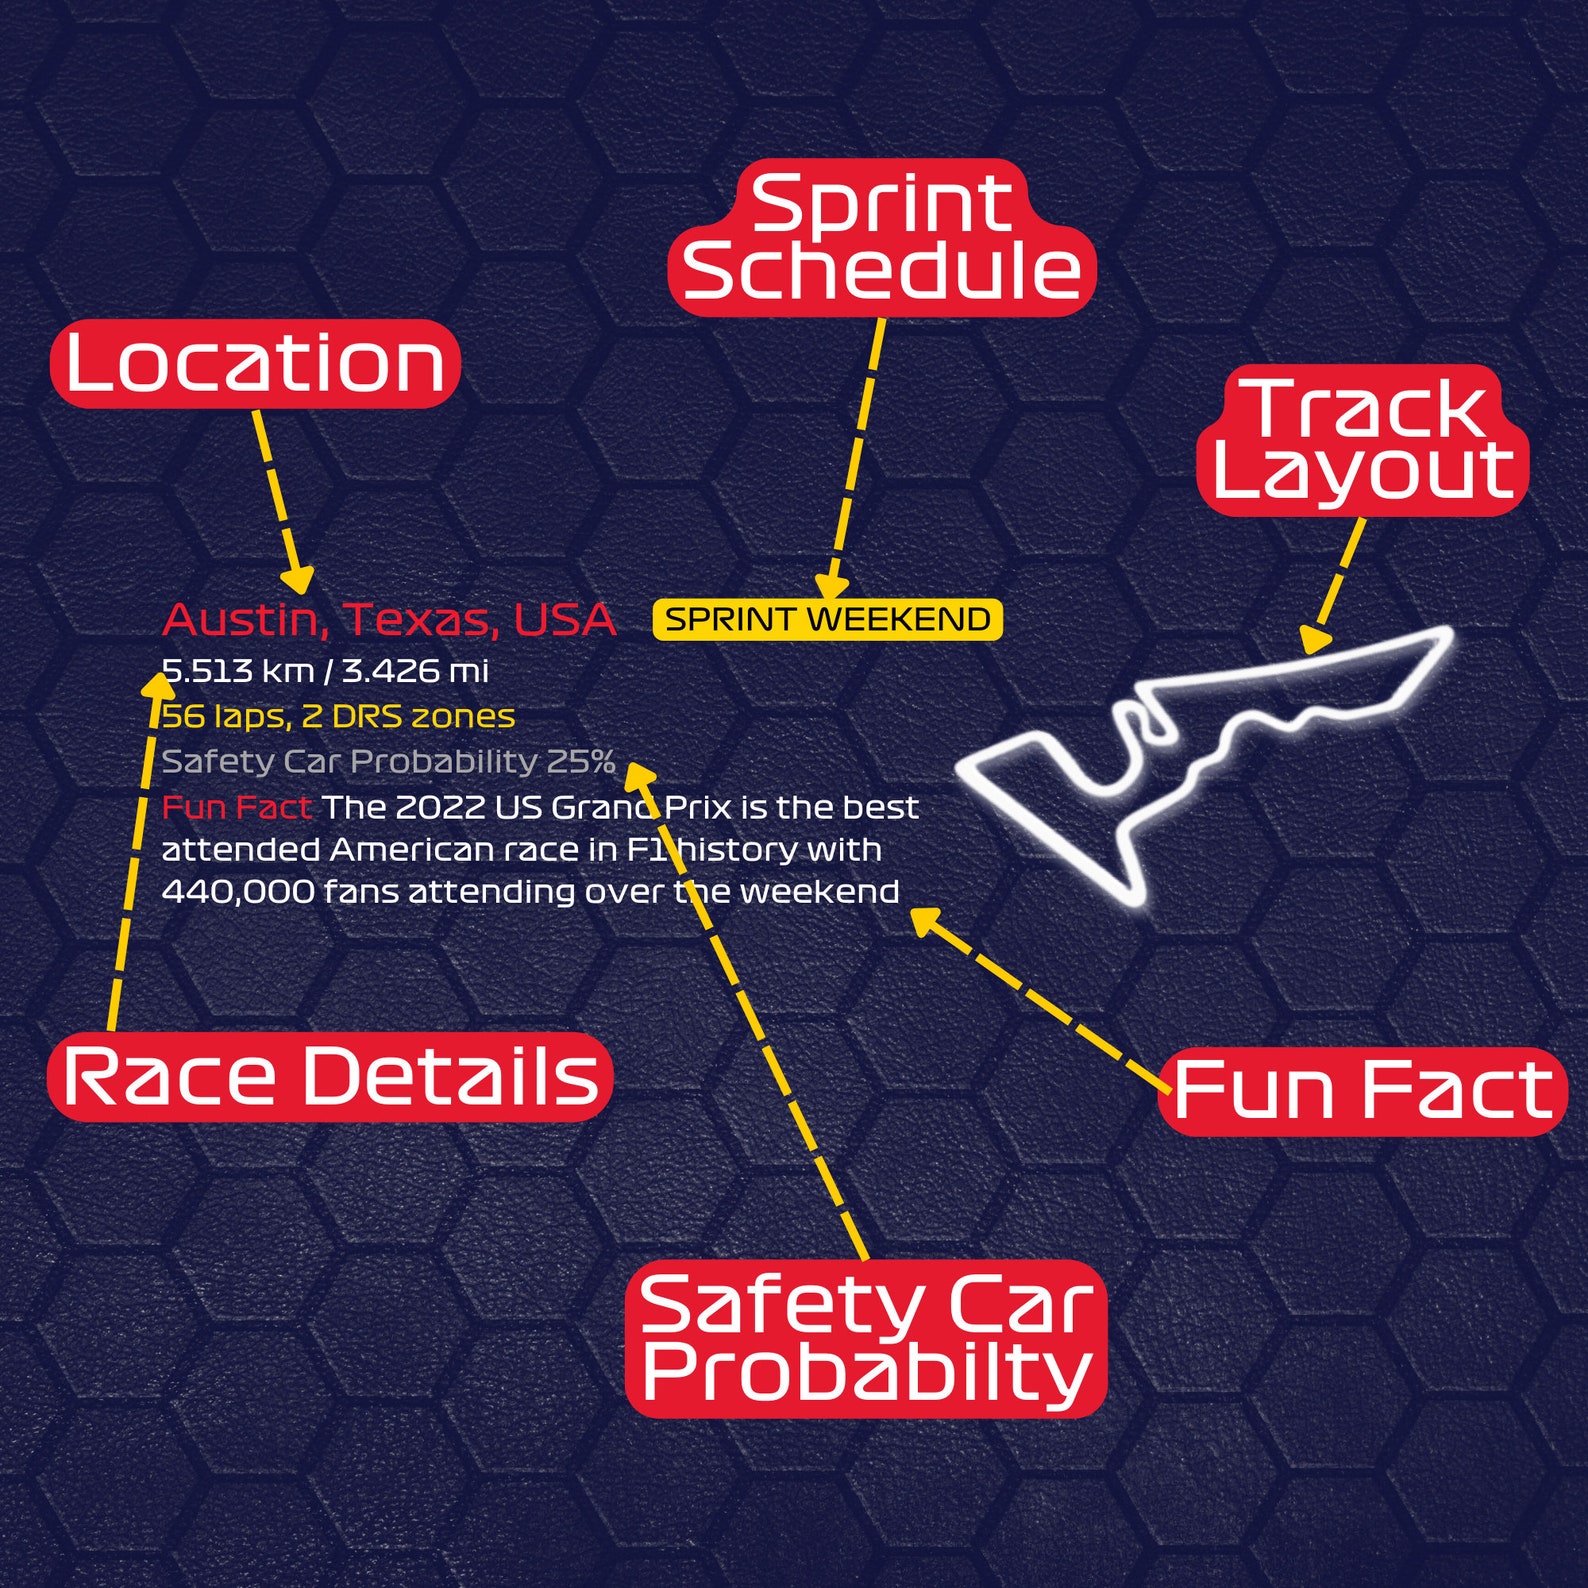 Sprint
Schedule
Location
Track
Layout
Austin, Texas, USA
SPRINT WEEKEND
5.513 km / 3.426 mi
56 laps, 2 DRS zones
Safety Car Probability 25%
Fun Fact The 2022 US Grand Prix is the best
attended American race in F1 history with
440,000 fans attending over the weekend
Race Details
Fun Fact
Safety Car
Probabilty